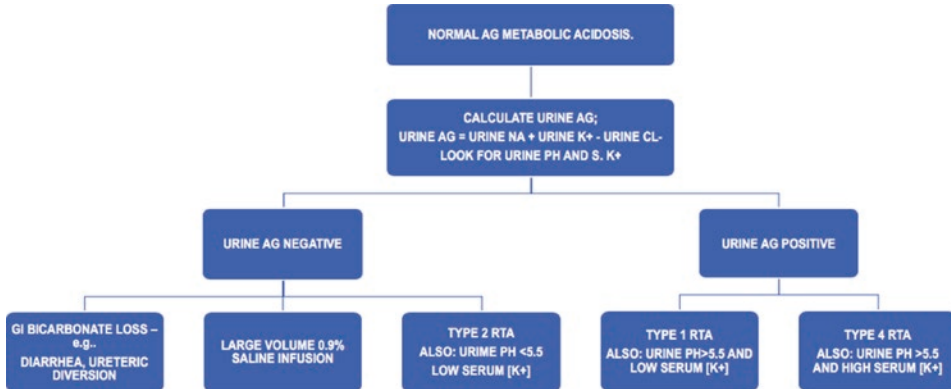 NORMAL AG METABOLIC ACIDOSIS.
CALCULATE URINE AG;
URINE AG = URINE NA + URINE K+ - URINE CL-
LOOK FOR URINE PH AND S. K+
URINE AG NEGATIVE
URINE AG POSITIVE
GI BICARBONATE LOSS –
e.g..
DIARRHEA, URETERIC
DIVERSION
LARGE VOLUME 0.9%
SALINE INFUSION
TYPE 2 RTA
ALSO: URIME PH <5.5
LOW SERUM [K+]
TYPE 1 RTA
ALSO: URINE PH>5.5 AND
LOW SERUM [K+]
TYPE 4 RTA
ALSO: URINE PH >5.5
AND HIGH SERUM [K+]